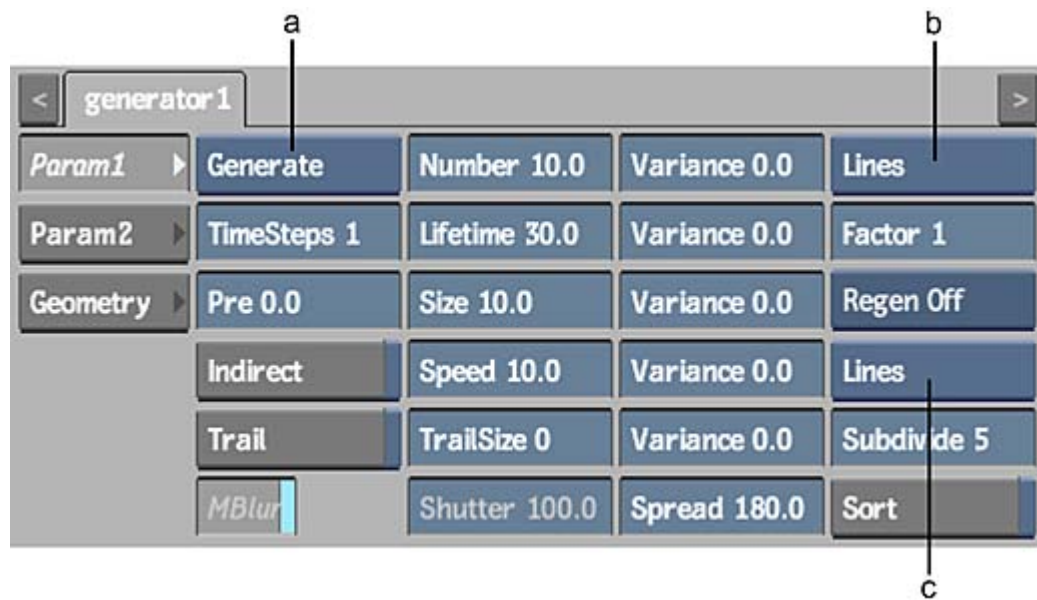 a b
< generator1 >
Param1 Generate Number 10.0 Variance 0.0 Lines
Param2 TimeSteps 1 Lifetime 30.0 Variance 0.0 Factor 1
Geometry Pre 0.0 Size 10.0 Variance 0.0 Regen Off
Indirect Speed 10.0 Variance 0.0 Lines
Trail TrailSize 0 Variance 0.0 Subdivide 5
MBlur Shutter 100.0 Spread 180.0 Sort
c